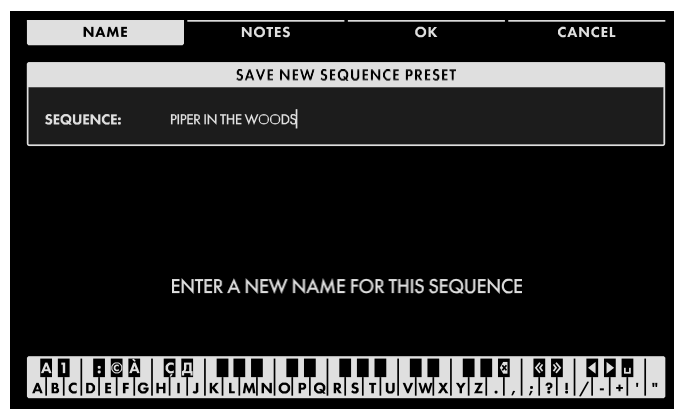 NAME NOTES OK CANCEL
SAVE NEW SEQUENCE PRESET
SEQUENCE: PIPER IN THE WOODS
ENTER A NEW NAME FOR THIS SEQUENCE
A 1 : © À Ç Д « »
A B C D E F G H I J K L M N O P Q R S T U V W X Y Z . , ; ? ! / - + ' "